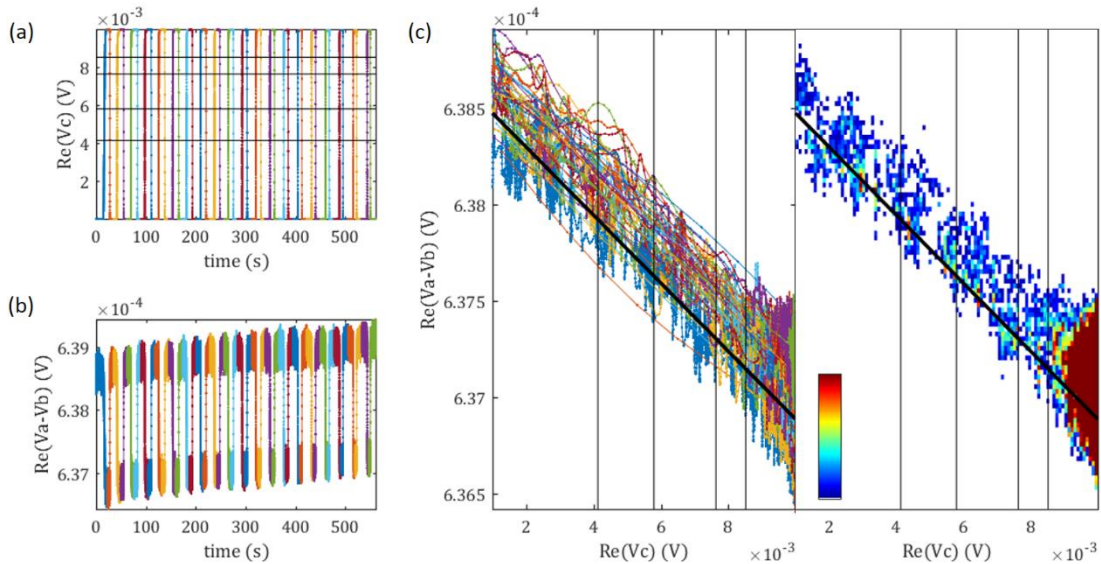 (a)
×10⁻³
Re(Vc) (V)
8
6
4
2
0 100 200 300 400 500
time (s)
(b)
×10⁻⁴
Re(Va-Vb) (V)
6.39
6.38
6.37
0 100 200 300 400 500
time (s)
(c)
×10⁻⁴
Re(Va-Vb) (V)
6.385
6.38
6.375
6.37
6.365
2 4 6 8
Re(Vc) (V) ×10⁻³
2 4 6 8
Re(Vc) (V) ×10⁻³